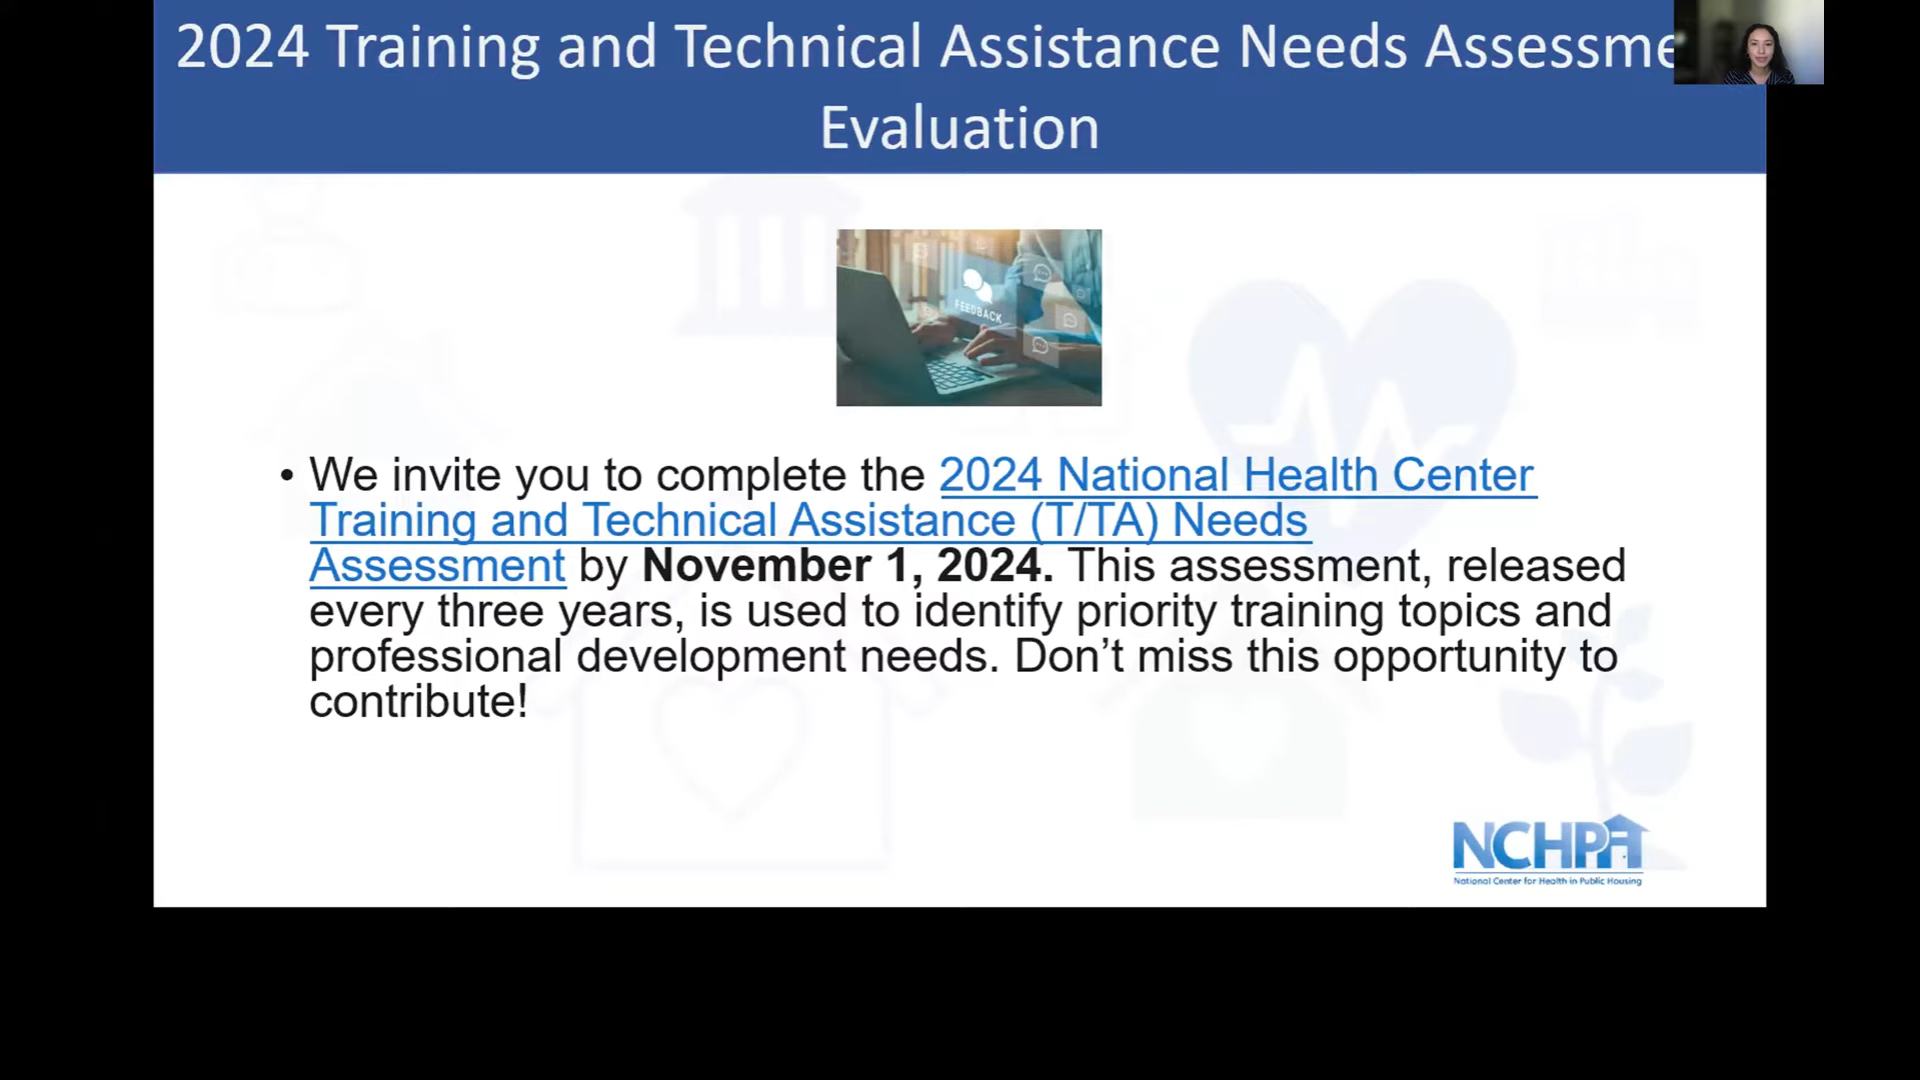 2024 Training and Technical Assistance Needs Assessme
Evaluation
FEEDBACK
• We invite you to complete the 2024 National Health Center
Training and Technical Assistance (T/TA) Needs
Assessment by November 1, 2024. This assessment, released
every three years, is used to identify priority training topics and
professional development needs. Don’t miss this opportunity to
contribute!
NCHPH
National Center for Health in Public Housing